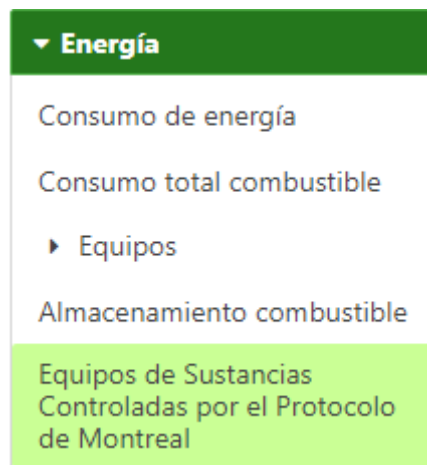 Energía
Consumo de energía
Consumo total combustible
Equipos
Almacenamiento combustible
Equipos de Sustancias
Controladas por el Protocolo
de Montreal